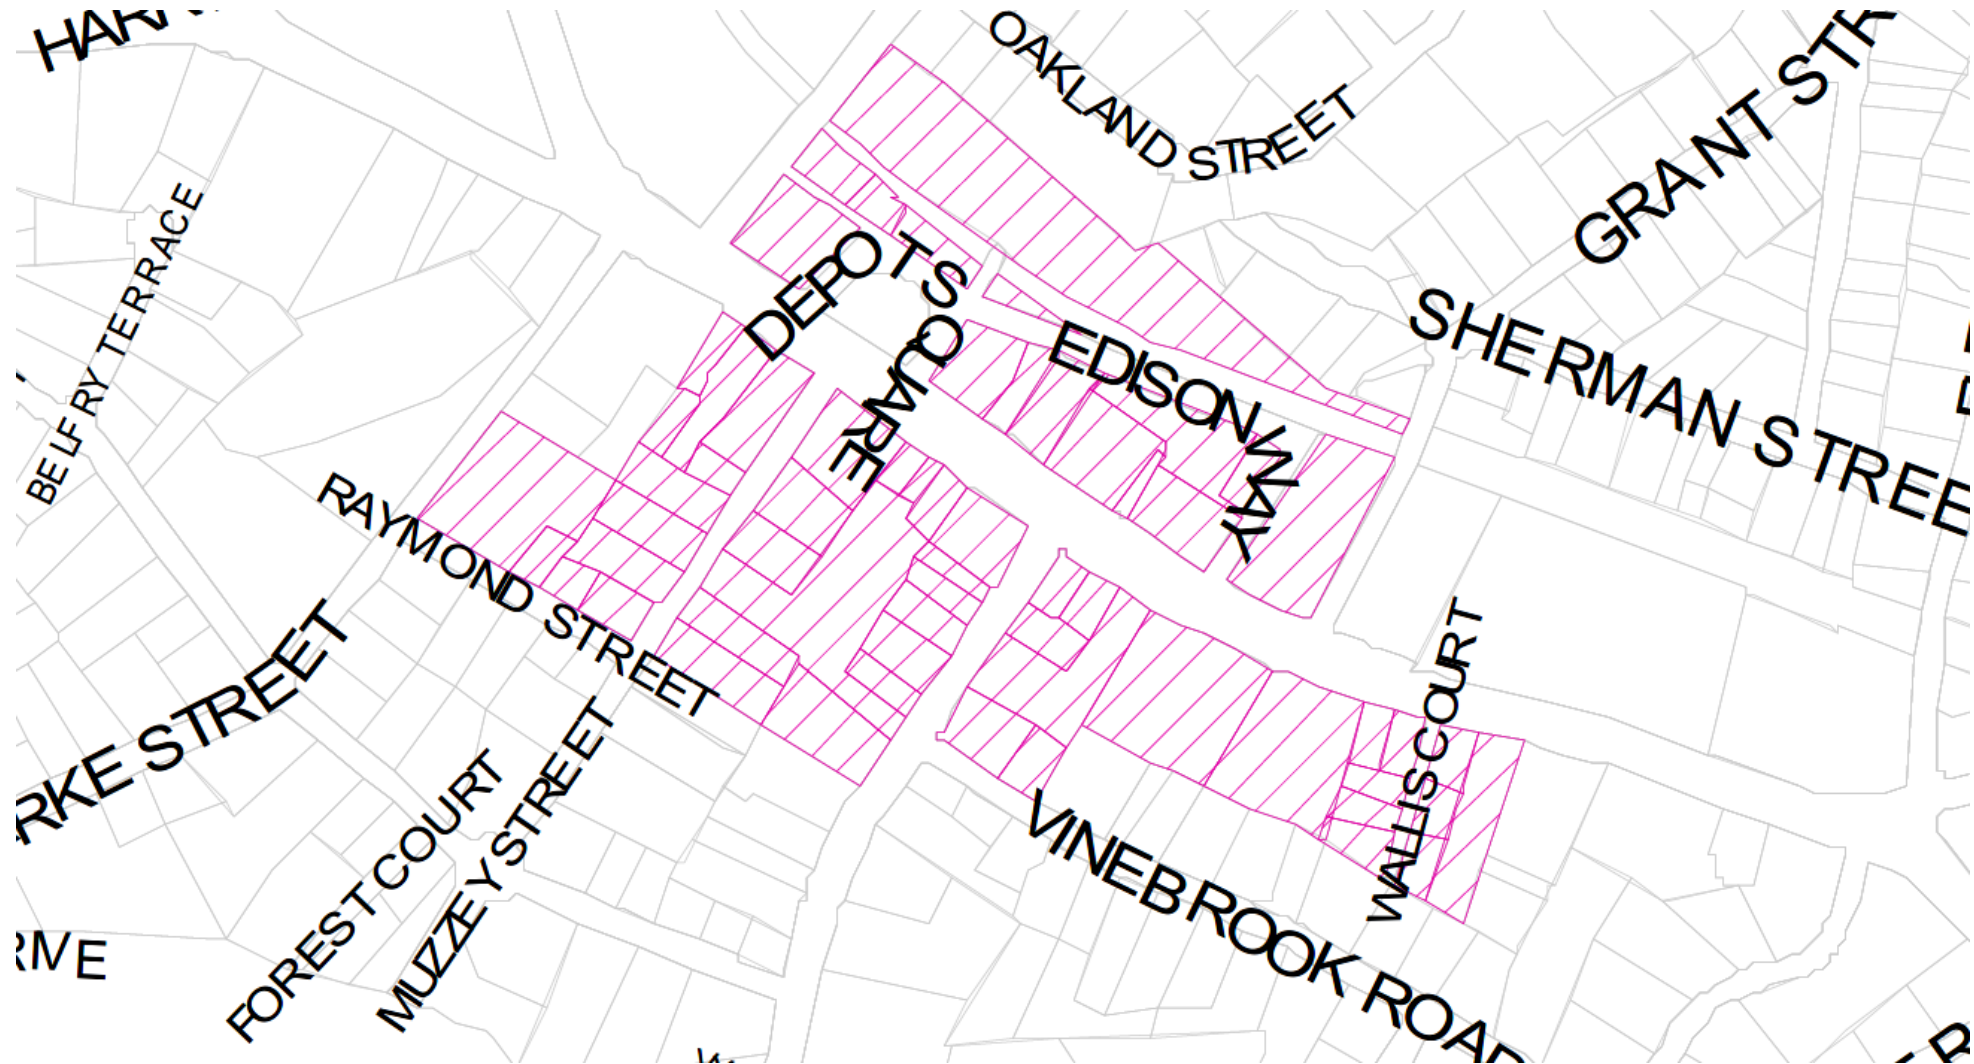 OAKLAND STREET
GRANT STR
BELFRY TERRACE
DEPOT SQUARE
EDISON WAY
SHERMAN STREE
RAYMOND STREET
RKE STREET
FOREST COURT
MUZZEY STREET
WALLIS COURT
VINEBROOK ROAD